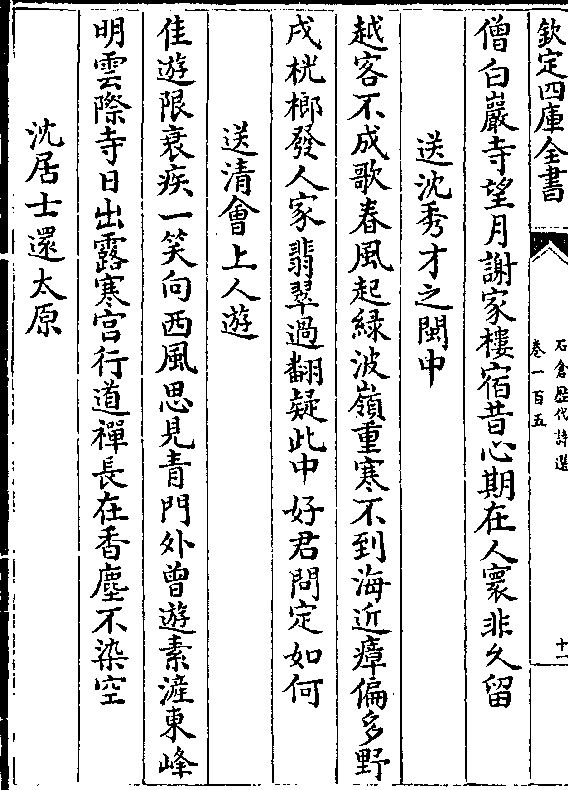 欽定四庫全書
石倉歷代詩選
卷一百五
十一
僧白巖寺望月謝家樓宿昔心期在人寰非久留
送沈秀才之閩中
越客不成歌春風起緑波嶺重寒不到海近瘴偏多野
戍桄榔發人家翡翠過翻疑此中好君問定如何
送清會上人遊
佳遊限衰疾一笑向西風思見青門外曾遊素滻東峰
明雲際寺日出露寒宫行道禪長在香塵不染空
沈居士還太原